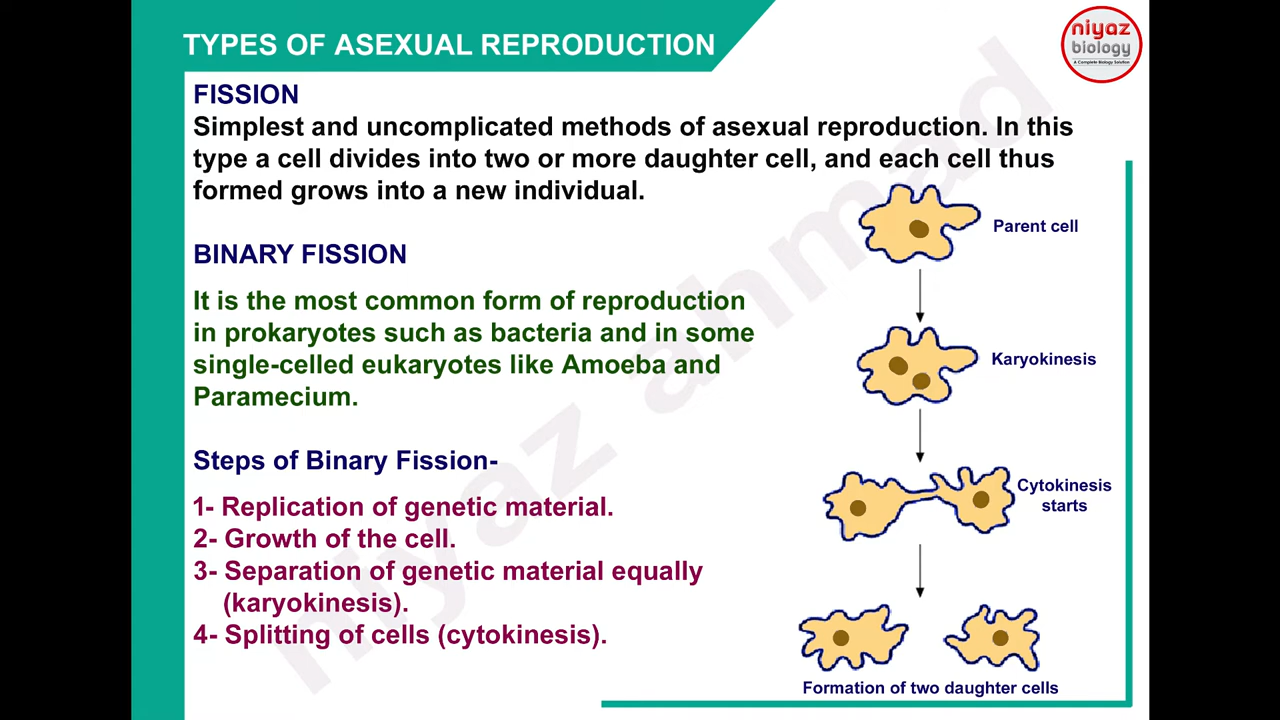 TYPES OF ASEXUAL REPRODUCTION
niyaz
biology
A Complete Biology Solution
FISSION
Simplest and uncomplicated methods of asexual reproduction. In this
type a cell divides into two or more daughter cell, and each cell thus
formed grows into a new individual.
BINARY FISSION
It is the most common form of reproduction
in prokaryotes such as bacteria and in some
single-celled eukaryotes like Amoeba and
Paramecium.
Steps of Binary Fission-
1- Replication of genetic material.
2- Growth of the cell.
3- Separation of genetic material equally
(karyokinesis).
4- Splitting of cells (cytokinesis).
Parent cell
Karyokinesis
Cytokinesis
starts
Formation of two daughter cells
niyaz ahmad